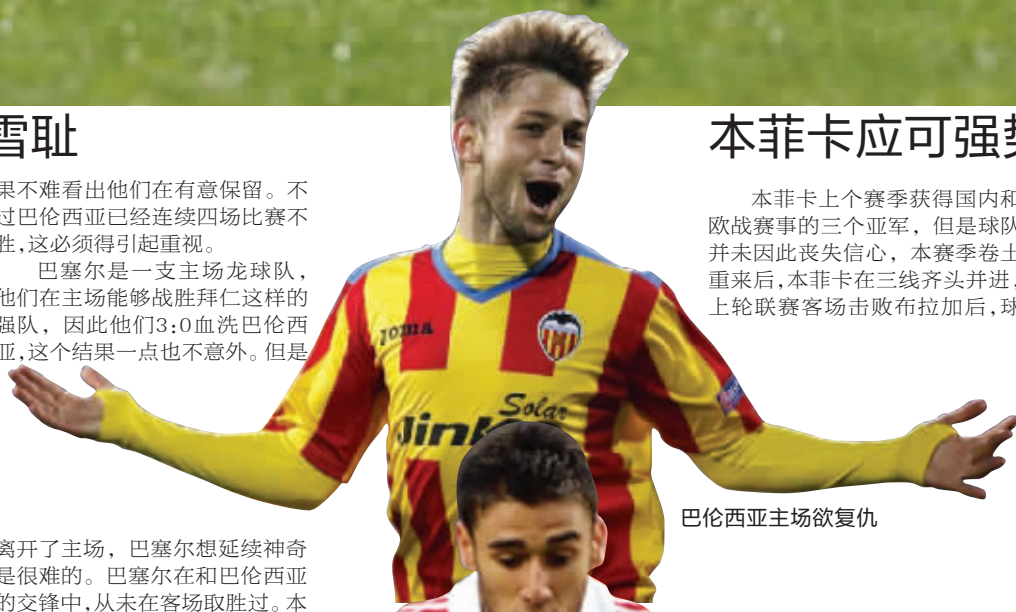 雪耻
果不难看出他们在有意保留。不
过巴伦西亚已经连续四场比赛不
胜,这必须得引起重视。
巴塞尔是一支主场龙球队,
他们在主场能够战胜拜仁这样的
强队，因此他们3:0血洗巴伦西
亚,这个结果一点也不意外。但是
离开了主场，巴塞尔想延续神奇
是很难的。巴塞尔在和巴伦西亚
的交锋中,从未在客场取胜过。本
joma
Solar
Jink
巴伦西亚主场欲复仇
本菲卡应可强势
本菲卡上个赛季获得国内和
欧战赛事的三个亚军，但是球队
并未因此丧失信心，本赛季卷土
重来后,本菲卡在三线齐头并进,
上轮联赛客场击败布拉加后,球